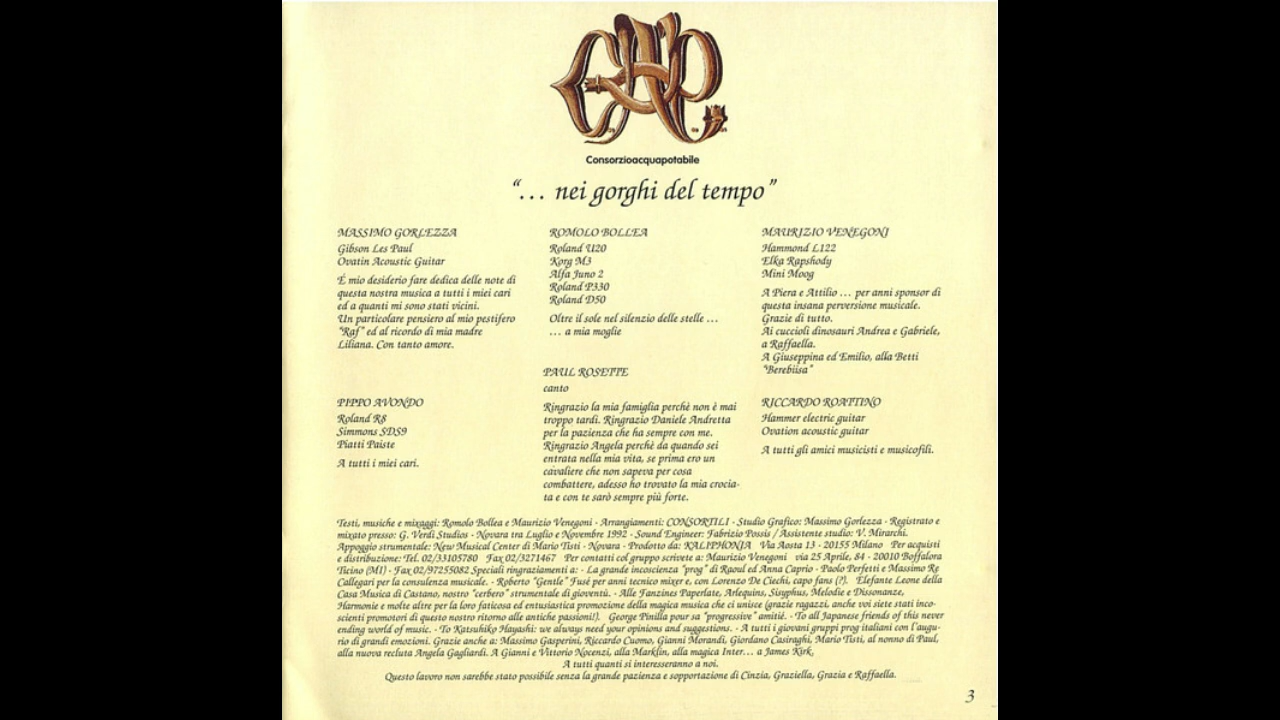 CAP
Consorzioacquapotabile
“… nei gorghi del tempo”
MASSIMO GORLEZZA
Gibson Les Paul
Ovatin Acoustic Guitar
É mio desiderio fare dedica delle note di
questa nostra musica a tutti i miei cari
ed a quanti mi sono stati vicini.
Un particolare pensiero al mio pestifero
“Raf” ed al ricordo di mia madre
Liliana. Con tanto amore.
ROMOLO BOLLEA
Roland U20
Korg M3
Alfa Juno 2
Roland P330
Roland D50
Oltre il sole nel silenzio delle stelle …
… a mia moglie
MAURIZIO VENEGONI
Hammond L122
Elka Rapshody
Mini Moog
A Piera e Attilio … per anni sponsor di
questa insana perversione musicale.
Grazie di tutto.
Ai cuccioli dinosauri Andrea e Gabriele,
a Raffaella.
A Giuseppina ed Emilio, alla Betti
“Berebiisa”
PIPPO AVONDO
Roland R8
Simmons SDS9
Piatti Paiste
A tutti i miei cari.
PAUL ROSETTE
canto
Ringrazio la mia famiglia perchè non è mai
troppo tardi. Ringrazio Daniele Andretta
per la pazienza che ha sempre con me.
Ringrazio Angela perchè da quando sei
entrata nella mia vita, se prima ero un
cavaliere che non sapeva per cosa
combattere, adesso ho trovato la mia crocia-
ta e con te sarò sempre più forte.
RICCARDO ROATTINO
Hammer electric guitar
Ovation acoustic guitar
A tutti gli amici musicisti e musicofili.
Testi, musiche e mixaggi: Romolo Bollea e Maurizio Venegoni - Arrangiamenti: CONSORTILI - Studio Grafico: Massimo Gorlezza - Registrato e
mixato presso: G. Verdi Studios - Novara tra Luglio e Novembre 1992 - Sound Engineer: Fabrizio Possis / Assistente studio: V. Mirarchi.
Appoggio strumentale: New Musical Center di Mario Tisti - Novara - Prodotto da: KALIPHONIA Via Aosta 13 - 20155 Milano Per acquisti
e distribuzione: Tel. 02/33105780 Fax 02/3271467 Per contatti col gruppo scrivete a: Maurizio Venegoni via 25 Aprile, 84 - 20010 Boffalora
Ticino (MI) - Fax 02/97255082 Speciali ringraziamenti a: - La grande incoscienza “prog” di Raoul ed Anna Caprio - Paolo Perfetti e Massimo Re
Callegari per la consulenza musicale. - Roberto “Gentle” Fusè per anni tecnico mixer e, con Lorenzo De Ciechi, capo fans (?). Elefante Leone della
Casa Musica di Castano, nostro “cerbero” strumentale di gioventù. - Alle Fanzines Paperlate, Arlequins, Sisyphus, Melodie e Dissonanze,
Harmonie e molte altre per la loro faticosa ed entusiastica promozione della magica musica che ci unisce (grazie ragazzi, anche voi siete stati inco-
scienti promotori di questo nostro ritorno alle antiche passioni!). George Pinilla pour sa “progressive” amitié. - To all Japanese friends of this never
ending world of music. - To Katsuhiko Hayashi: we always need your opinions and suggestions. - A tutti i giovani gruppi prog italiani con l'augu-
rio di grandi emozioni. Grazie anche a: Massimo Gasperini, Riccardo Cuomo, Gianni Morandi, Giordano Casiraghi, Mario Tisti, al nonno di Paul,
alla nuova recluta Angela Gagliardi. A Gianni e Vittorio Nocenzi, alla Marklin, alla magica Inter… a James Kirk.
A tutti quanti si interesseranno a noi.
Questo lavoro non sarebbe stato possibile senza la grande pazienza e sopportazione di Cinzia, Graziella, Grazia e Raffaella.
3